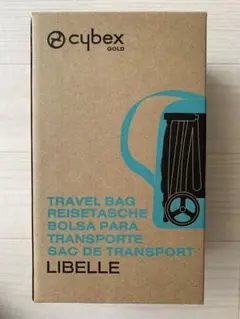 cybex
GOLD
TRAVEL BAG
REISETASCHE
BOLSA PARA
TRANSPORTE
SAC DE TRANSPORT
LIBELLE